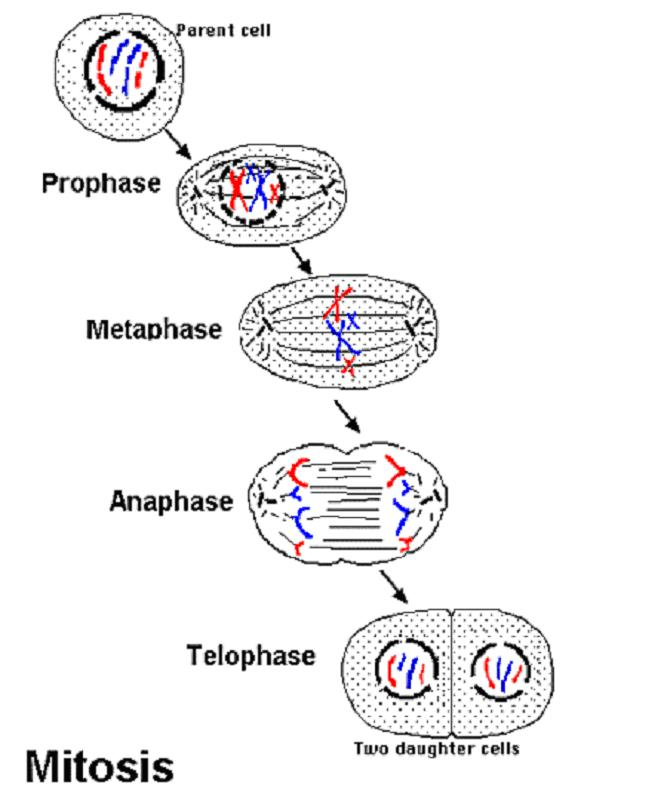 Parent cell
Prophase
Metaphase
Anaphase
Telophase
Two daughter cells
Mitosis